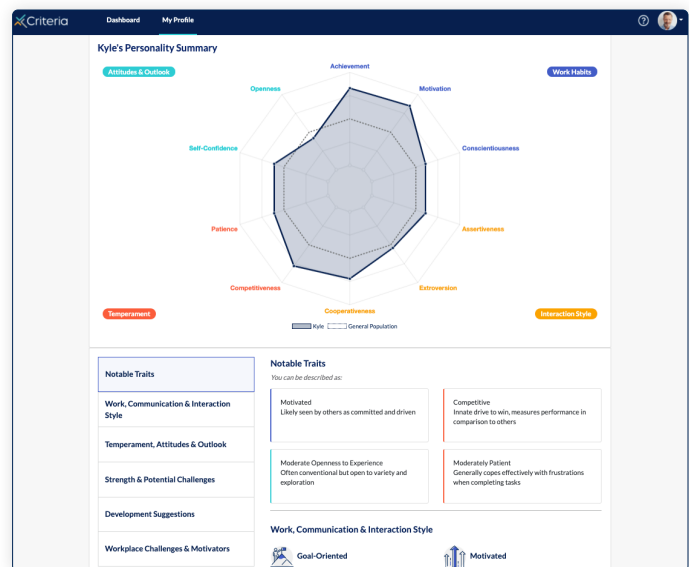 Criteria
Dashboard
My Profile
?
Kyle's Personality Summary
Attitudes & Outlook
Work Habits
Achievement
Motivation
Conscientiousness
Assertiveness
Extroversion
Cooperativeness
Competitiveness
Patience
Self-Confidence
Openness
Temperament
Interaction Style
Kyle
General Population
Notable Traits
Work, Communication & Interaction
Style
Temperament, Attitudes & Outlook
Strength & Potential Challenges
Development Suggestions
Workplace Challenges & Motivators
Notable Traits
You can be described as:
Motivated
Likely seen by others as committed and driven
Competitive
Innate drive to win, measures performance in
comparison to others
Moderate Openness to Experience
Often conventional but open to variety and
exploration
Moderately Patient
Generally copes effectively with frustrations
when completing tasks
Work, Communication & Interaction Style
Goal-Oriented
Motivated